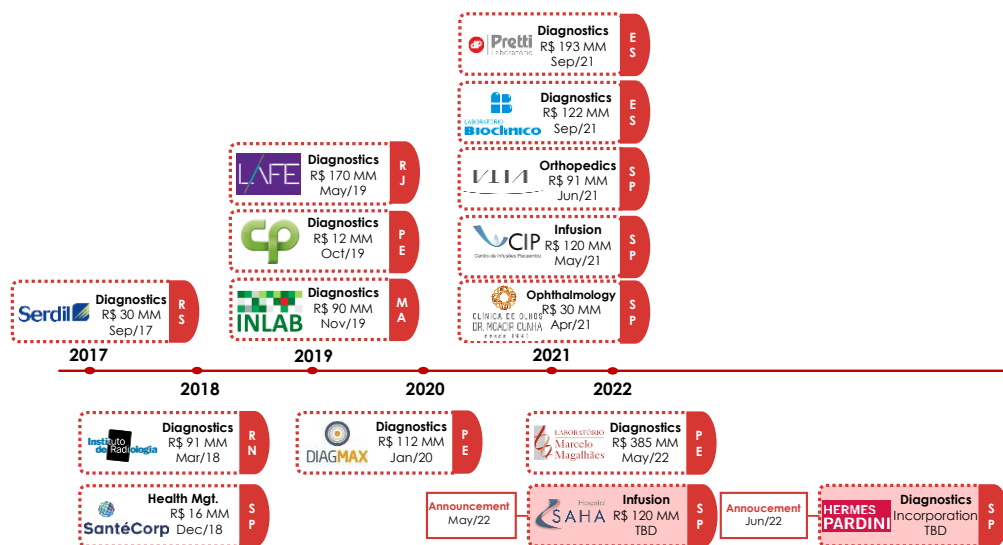 Pretti
Laboratório
Diagnostics
R$ 193 MM
Sep/21
ES
LABORATÓRIO
Bioclínico
Diagnostics
R$ 122 MM
Sep/21
ES
LAFE
Diagnostics
R$ 170 MM
May/19
RJ
VITA
Orthopedics
R$ 91 MM
Jun/21
SP
cp
Diagnostics
R$ 12 MM
Oct/19
PE
CIP
Centro de Infusões Pacaembu
Infusion
R$ 120 MM
May/21
SP
Serdil
Diagnostics
R$ 30 MM
Sep/17
RS
INLAB
Diagnostics
R$ 90 MM
Nov/19
MA
CLÍNICA DE OLHOS
DR. MOACIR CUNHA
desde 1942
Ophthalmology
R$ 30 MM
Apr/21
SP
2017
2019
2021
2018
2020
2022
Instituto
de Radiologia
Diagnostics
R$ 91 MM
Mar/18
RN
DIAGMAX
Diagnostics
R$ 112 MM
Jan/20
PE
LABORATÓRIO
Marcelo
Magalhães
Diagnostics
R$ 385 MM
May/22
PE
SantéCorp
Health Mgt.
R$ 16 MM
Dec/18
SP
Announcement
May/22
Hospital
SAHA
Infusion
R$ 120 MM
TBD
SP
Annoucement
Jun/22
HERMES
PARDINI
Diagnostics
Incorporation
TBD
SP